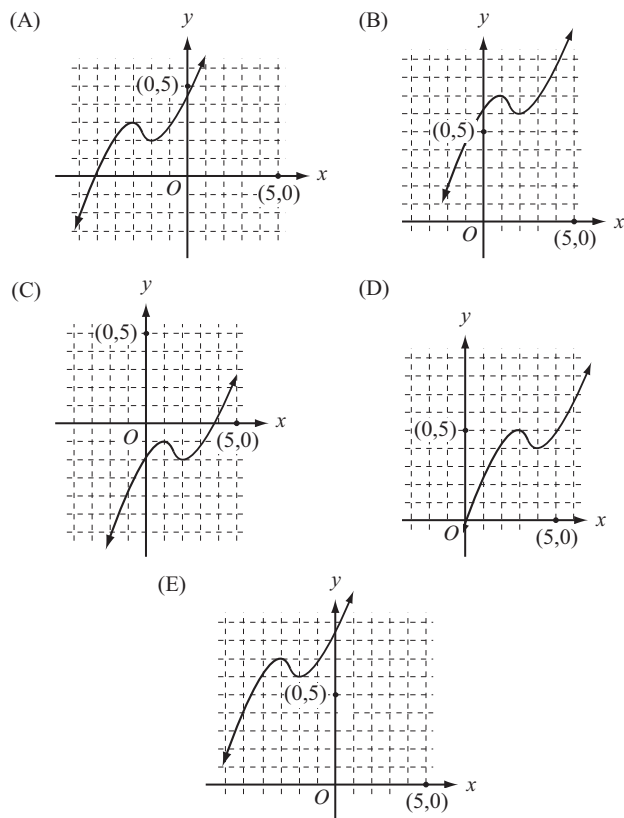 (A)
y
(0,5)
O
(5,0)
x
(B)
y
(0,5)
O
(5,0)
x
(C)
y
(0,5)
O
(5,0)
x
(D)
y
(0,5)
O
(5,0)
x
(E)
y
(0,5)
O
(5,0)
x